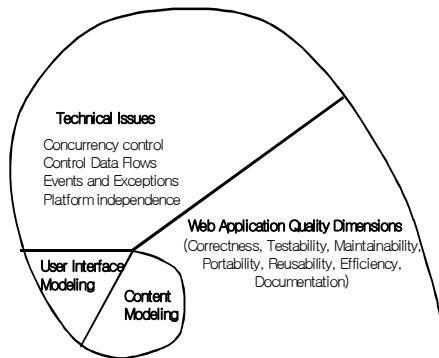 Technical Issues
Concurrency control
Control Data Flows
Events and Exceptions
Platform independence
Web Application Quality Dimensions
(Correctness, Testability, Maintainability,
Portability, Reusability, Efficiency,
Documentation)
User Interface
Modeling
Content
Modeling